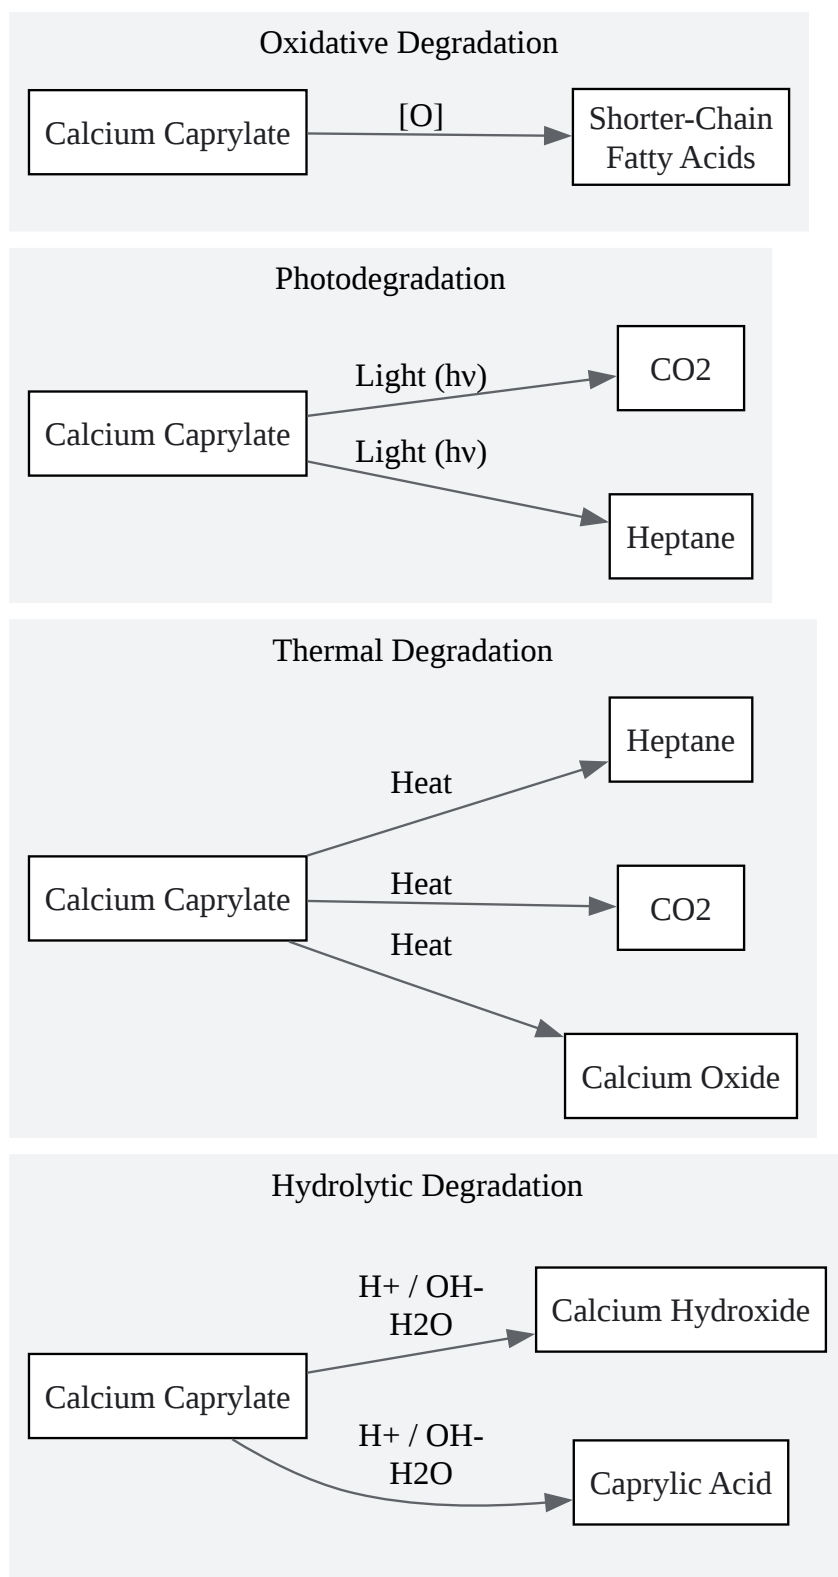 Oxidative Degradation
Calcium Caprylate
[O]
Shorter-Chain
Fatty Acids
Photodegradation
Calcium Caprylate
Light (hν)
CO2
Light (hν)
Heptane
Thermal Degradation
Calcium Caprylate
Heat
Heptane
Heat
CO2
Heat
Calcium Oxide
Hydrolytic Degradation
Calcium Caprylate
H+ / OH-
H2O
Calcium Hydroxide
H+ / OH-
H2O
Caprylic Acid